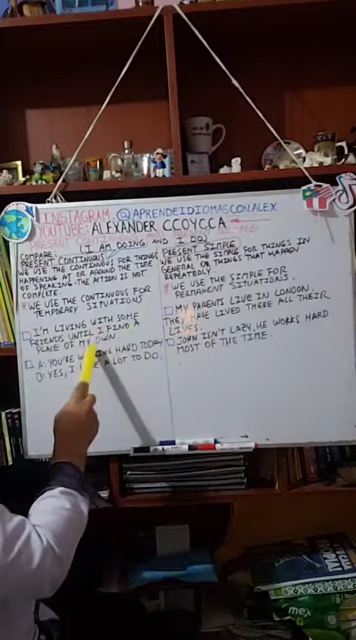 INSTAGRAM @APRENDEIDIOMASCONALEX
YOUTUBE: ALEXANDER CCOYCCA
PRESENT CONTINUOUS
(I AM DOING) AND (I DO)
COMPARE:
PRESENT CONTINUOUS
WE USE THE CONTINUOUS FOR THINGS
HAPPENING AT OR AROUND THE TIME
OF SPEAKING. THE ACTION IS NOT
COMPLETE
WE USE THE CONTINUOUS FOR
TEMPORARY SITUATIONS
I'M LIVING WITH SOME
FRIENDS UNTIL I FIND A
PLACE OF MY OWN
A: YOU'RE HARD TODAY
B: YES, I A LOT TO DO.
PRESENT SIMPLE
WE USE THE SIMPLE FOR THINGS IN
GENERAL OR THINGS THAT HAPPEN
REPEATEDLY
WE USE THE SIMPLE FOR
PERMANENT SITUATIONS.
MY PARENTS LIVE IN LONDON.
THEY HAVE LIVED THERE ALL THEIR
LIVES.
JOHN ISN'T LAZY. HE WORKS HARD
MOST OF THE TIME.